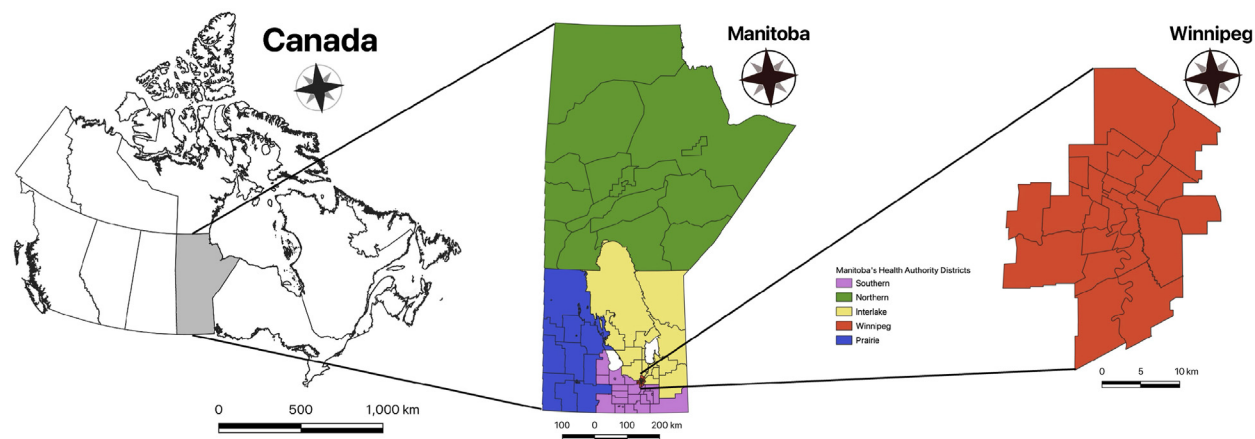 Canada
Manitoba
Winnipeg
Manitoba's Health Authority Districts
Southern
Northern
Interlake
Winnipeg
Prairie
0 500 1,000 km
100 0 100 200 km
0 5 10 km